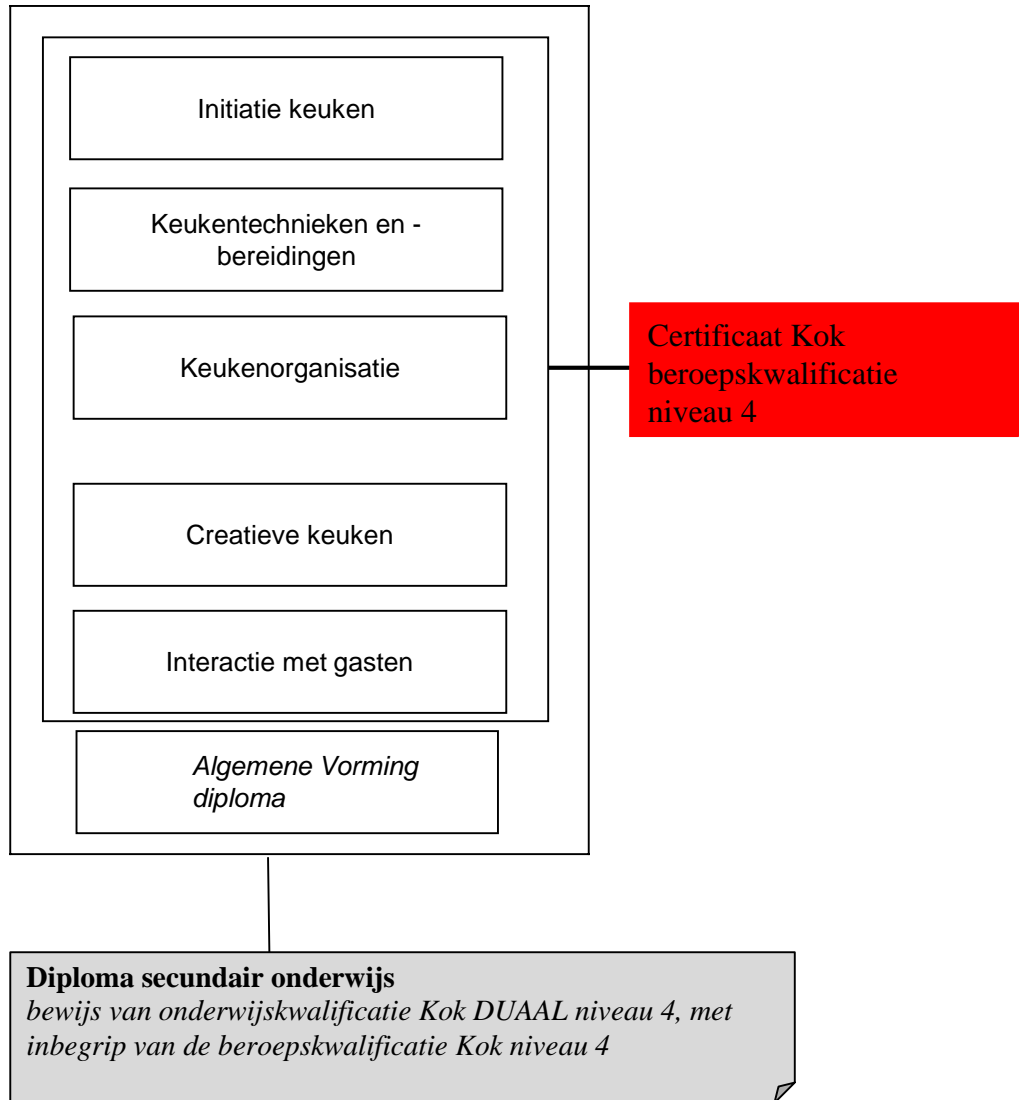 Initiatie keuken
Keukentechnieken en -
bereidingen
Keukenorganisatie
Certificaat Kok
beroepskwalificatie
niveau 4
Creatieve keuken
Interactie met gasten
Algemene Vorming
diploma
Diploma secundair onderwijs
bewijs van onderwijskwalificatie Kok DUAAL niveau 4, met
inbegrip van de beroepskwalificatie Kok niveau 4